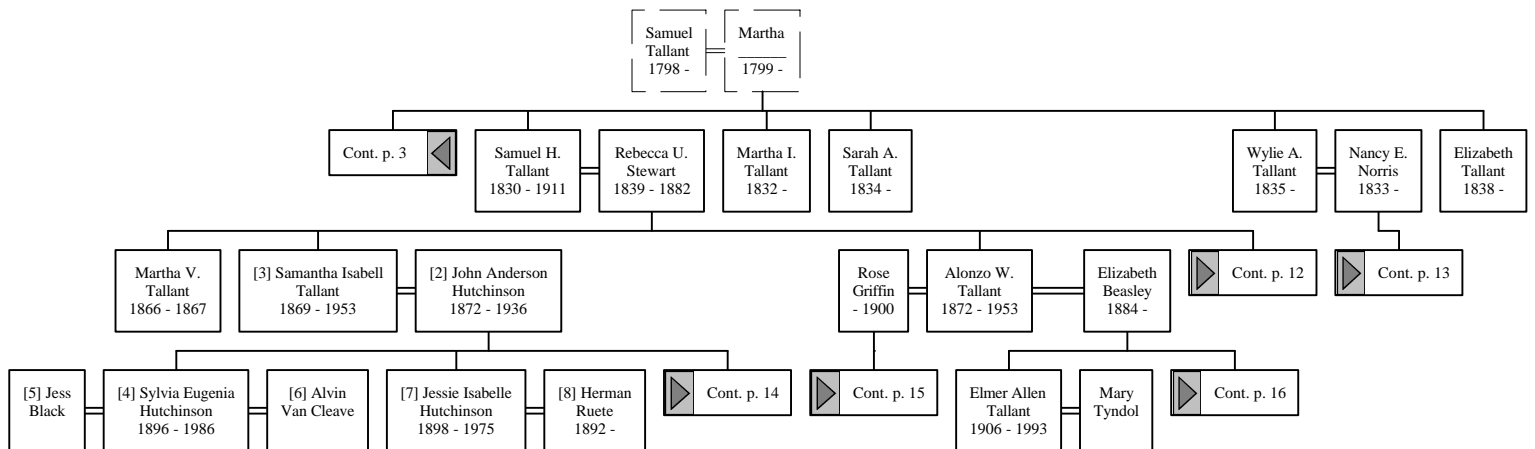 Samuel
Tallant
1798 -
Martha
________
1799 -
Cont. p. 3
Samuel H.
Tallant
1830 - 1911
Rebecca U.
Stewart
1839 - 1882
Martha I.
Tallant
1832 -
Sarah A.
Tallant
1834 -
Wylie A.
Tallant
1835 -
Nancy E.
Norris
1833 -
Elizabeth
Tallant
1838 -
Martha V.
Tallant
1866 - 1867
[3] Samantha Isabell
Tallant
1869 - 1953
[2] John Anderson
Hutchinson
1872 - 1936
Rose
Griffin
- 1900
Alonzo W.
Tallant
1872 - 1953
Elizabeth
Beasley
1884 -
Cont. p. 12
Cont. p. 13
[5] Jess
Black
[4] Sylvia Eugenia
Hutchinson
1896 - 1986
[6] Alvin
Van Cleave
[7] Jessie Isabelle
Hutchinson
1898 - 1975
[8] Herman
Ruete
1892 -
Cont. p. 14
Cont. p. 15
Elmer Allen
Tallant
1906 - 1993
Mary
Tyndol
Cont. p. 16